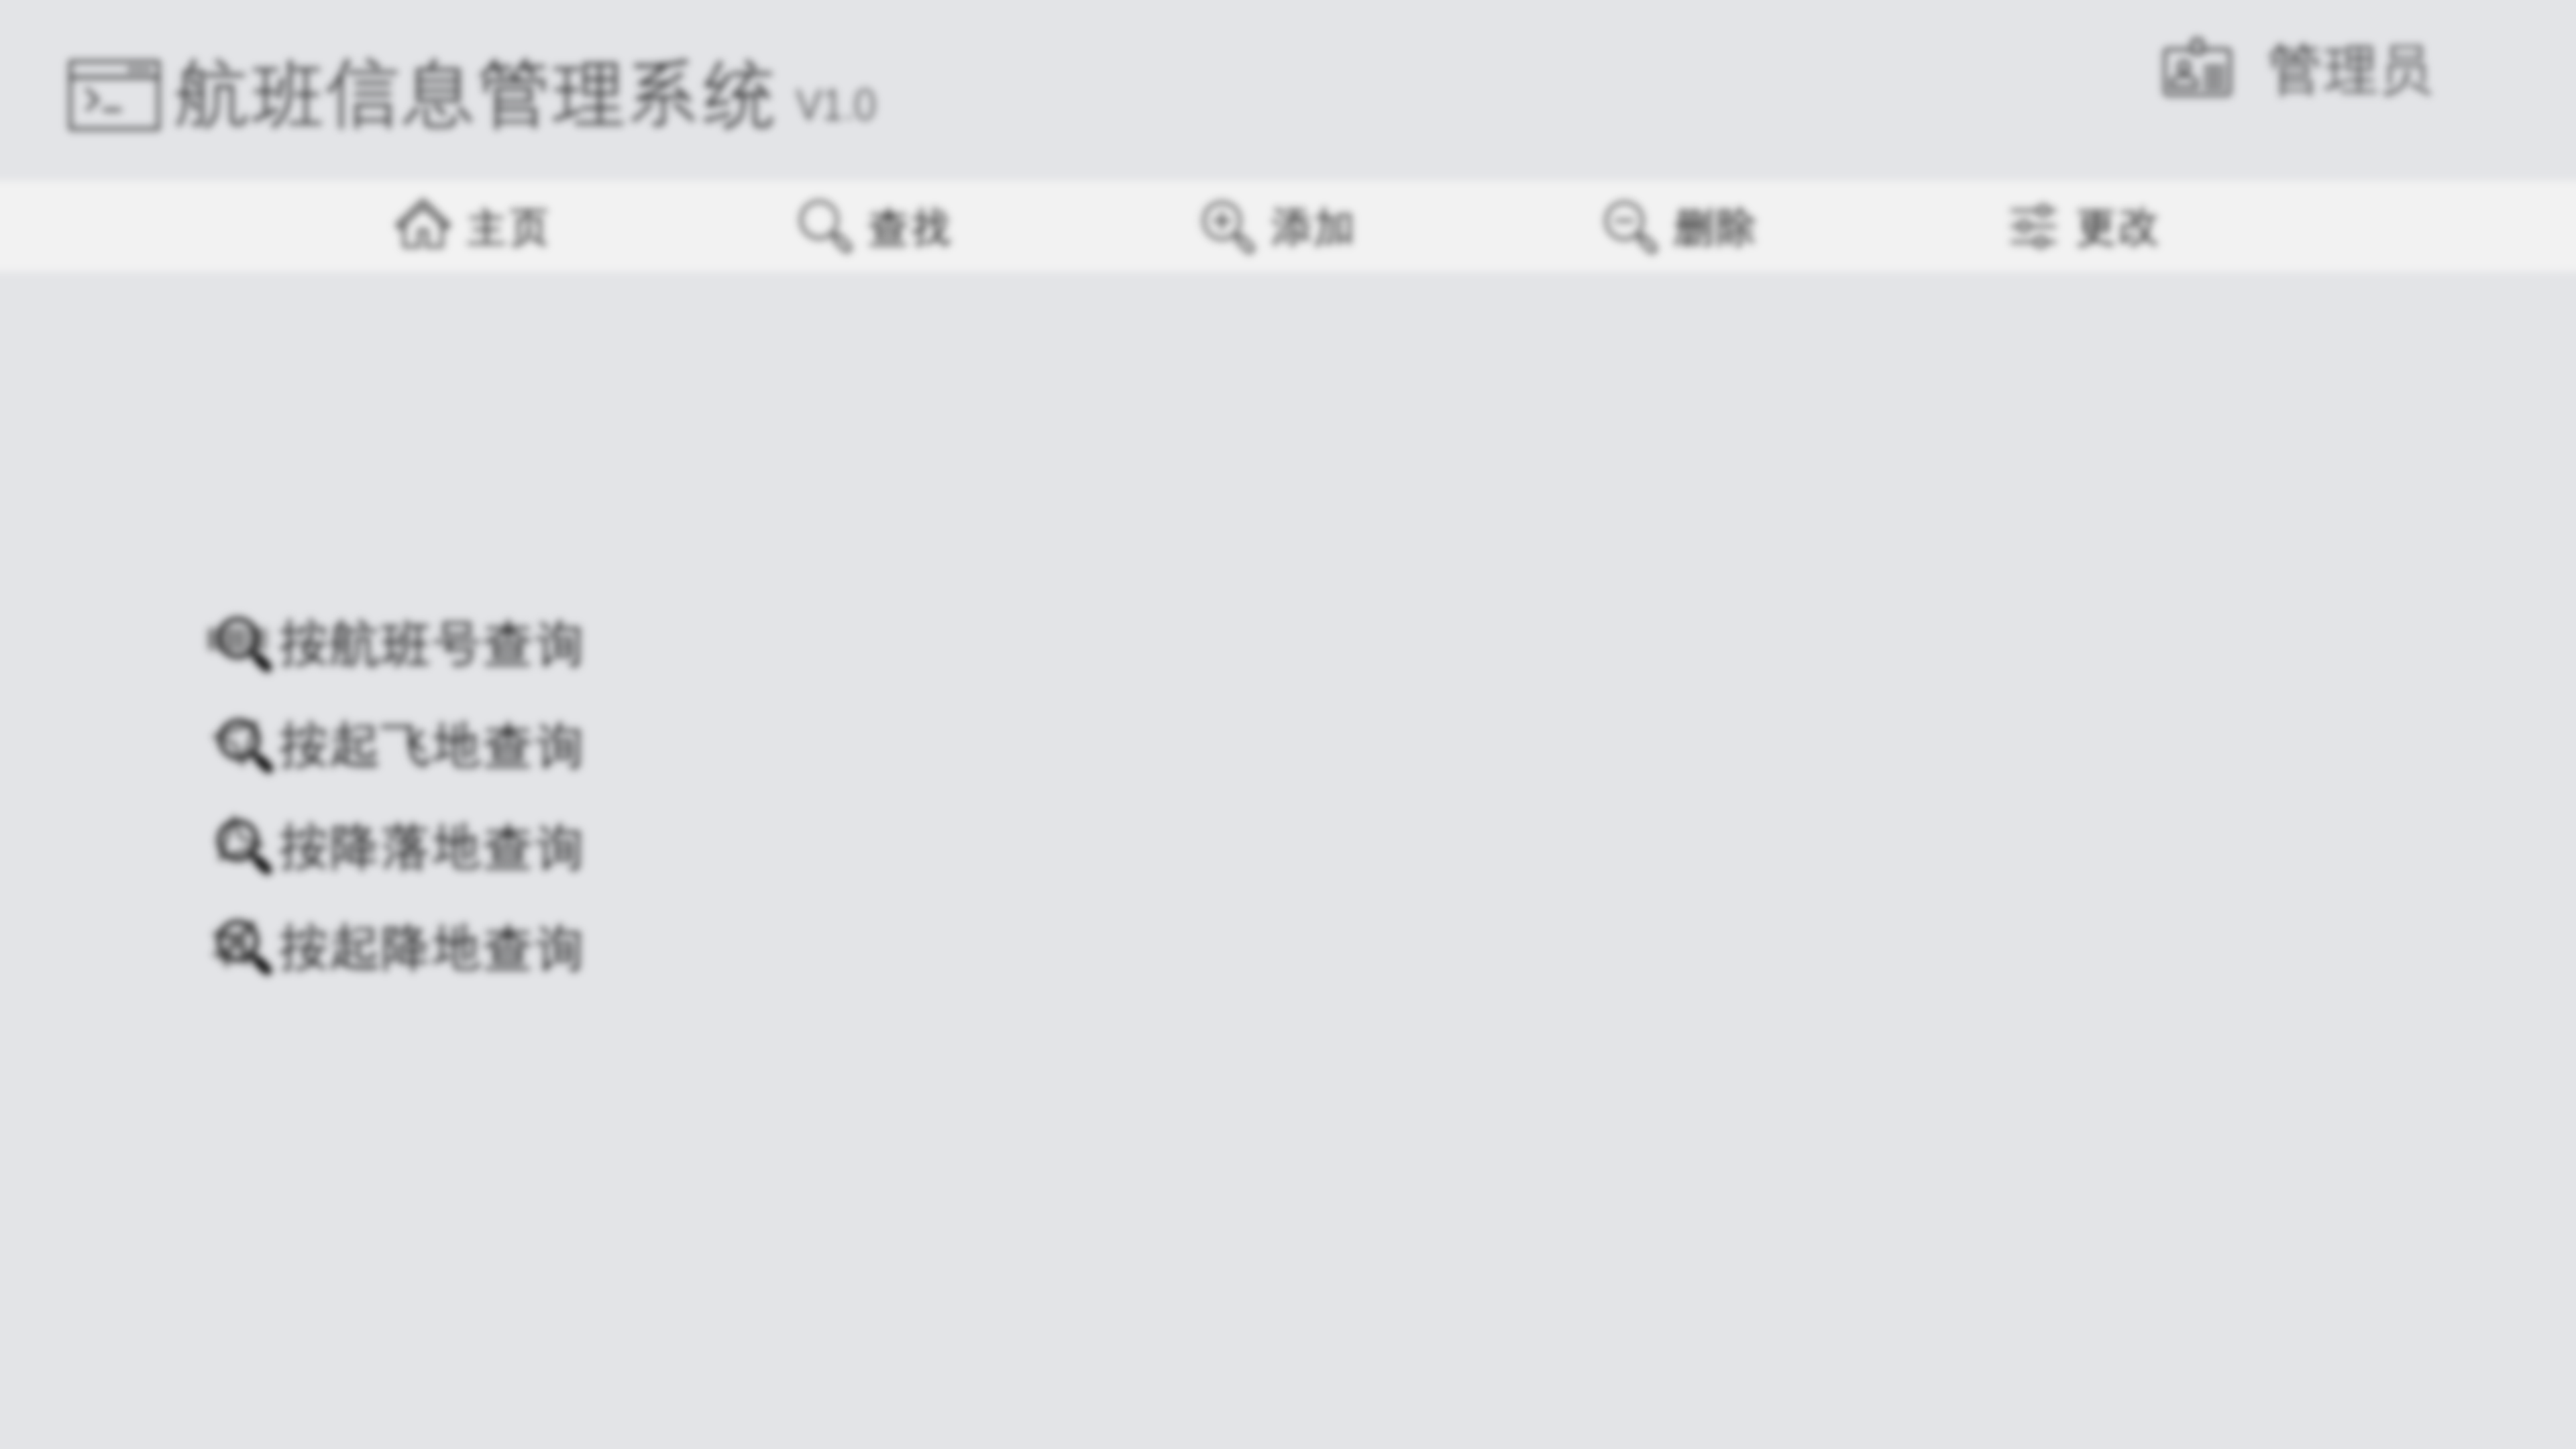 航班信息管理系统 V1.0
管理员
主页 查找 添加 删除 更改
按航班号查询
按起飞地查询
按降落地查询
按起降地查询